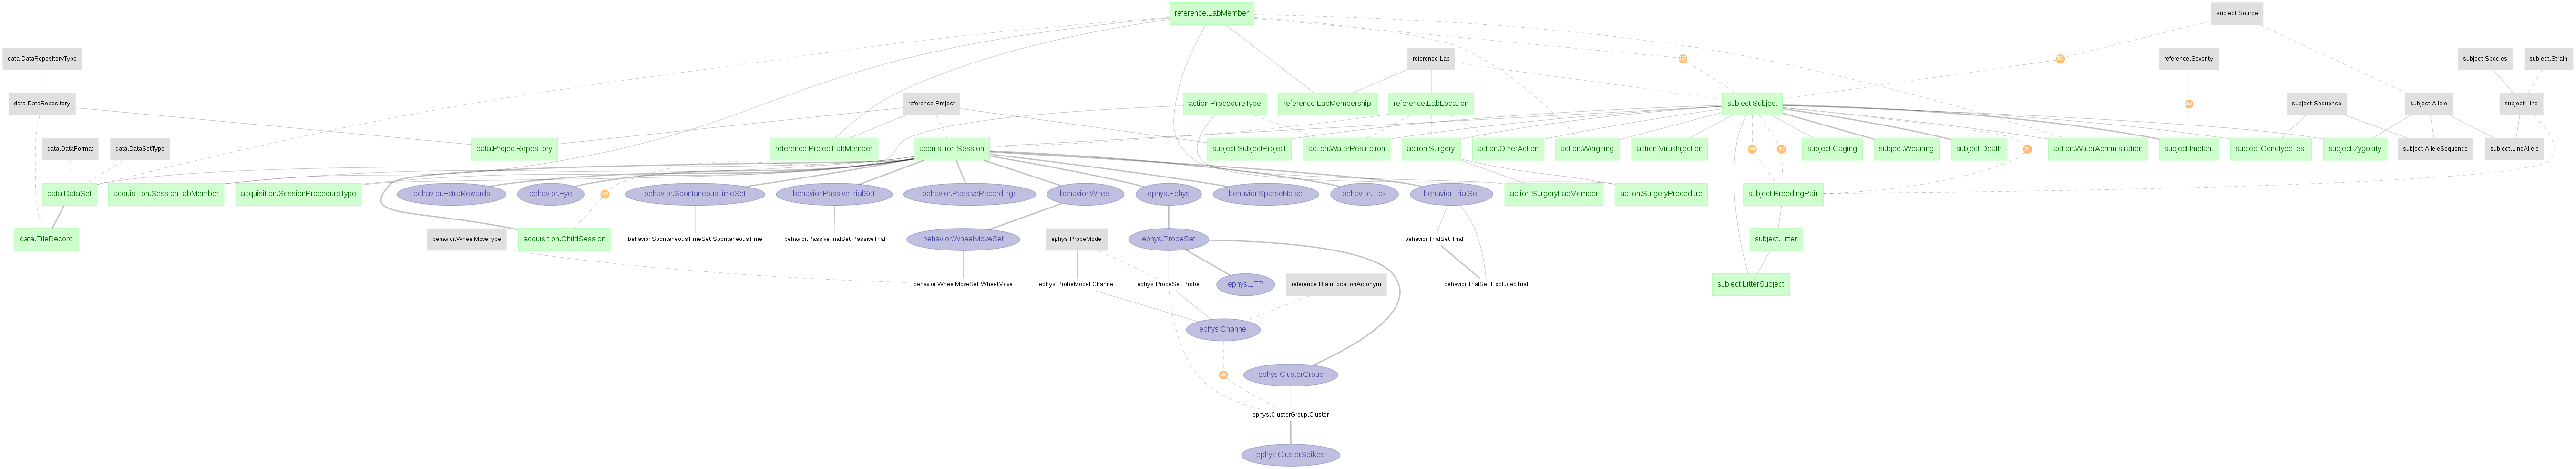 reference.LabMember
subject.Source
data.DataRepositoryType
reference.Lab
reference.Severity
subject.Species
subject.Strain
data.DataRepository
reference.Project
action.ProcedureType
reference.LabMembership
reference.LabLocation
subject.Subject
subject.Sequence
subject.Allele
subject.Line
data.DataFormat
data.DataSetType
data.ProjectRepository
reference.ProjectLabMember
acquisition.Session
subject.SubjectProject
action.WaterRestriction
action.Surgery
action.OtherAction
action.Weighing
action.VirusInjection
subject.Caging
subject.Weaning
subject.Death
action.WaterAdministration
subject.Implant
subject.GenotypeTest
subject.Zygosity
subject.AlleleSequence
subject.LineAllele
data.DataSet
acquisition.SessionLabMember
acquisition.SessionProcedureType
behavior.ExtraRewards
behavior.Eye
behavior.SpontaneousTimeSet
behavior.PassiveTrialSet
behavior.PassiveRecordings
behavior.Wheel
ephys.Ephys
behavior.SparseNoise
behavior.Lick
behavior.TrialSet
action.SurgeryLabMember
action.SurgeryProcedure
subject.BreedingPair
data.FileRecord
behavior.WheelMoveType
acquisition.ChildSession
behavior.SpontaneousTimeSet.SpontaneousTime
behavior.PassiveTrialSet.PassiveTrial
behavior.WheelMoveSet
ephys.ProbeModel
ephys.ProbeSet
behavior.TrialSet.Trial
subject.Litter
behavior.WheelMoveSet.WheelMove
ephys.ProbeModel.Channel
ephys.ProbeSet.Probe
ephys.LFP
reference.BrainLocationAcronym
behavior.TrialSet.ExcludedTrial
subject.LitterSubject
ephys.Channel
ephys.ClusterGroup
ephys.ClusterGroup.Cluster
ephys.ClusterSpikes